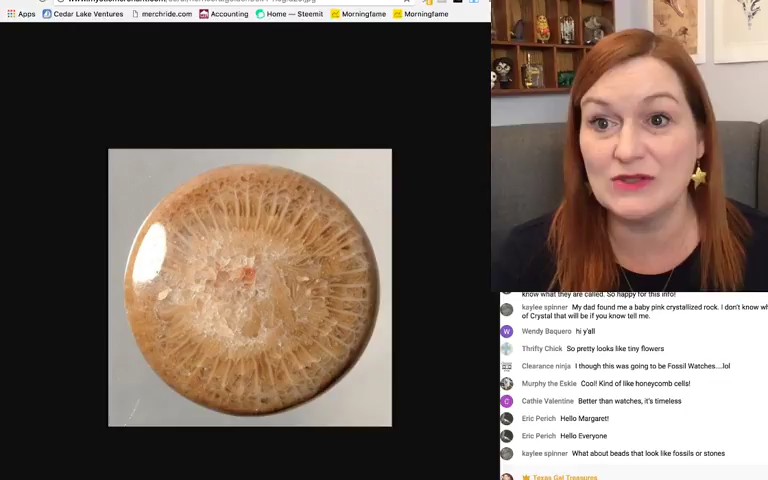 Apps Cedar Lake Ventures merchride.com Accounting Home — Steemit Morningfame Morningfame
know what they are called. So happy for this info!
kaylee spinner My dad found me a baby pink crystallized rock. I don't know
of Crystal that will be if you know tell me.
W Wendy Baquero hi y'all
Thrifty Chick So pretty looks like tiny flowers
Clearance ninja I though this was going to be Fossil Watches....lol
Murphy the Eskie Cool! Kind of like honeycomb cells!
C Cathie Valentine Better than watches, it's timeless
Eric Perich Hello Margaret!
Eric Perich Hello Everyone
kaylee spinner What about beads that look like fossils or stones
Texas Gal Treasures